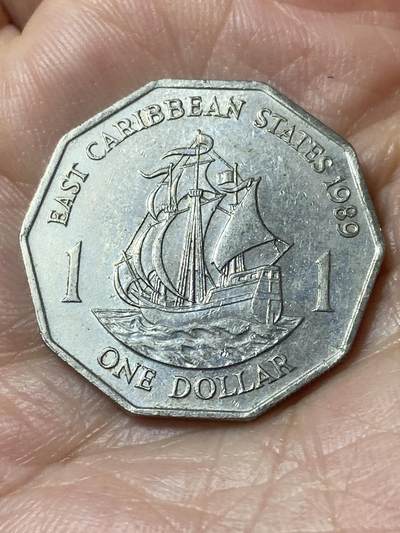 EAST CARIBBEAN STATES 1989
1 1
ONE DOLLAR